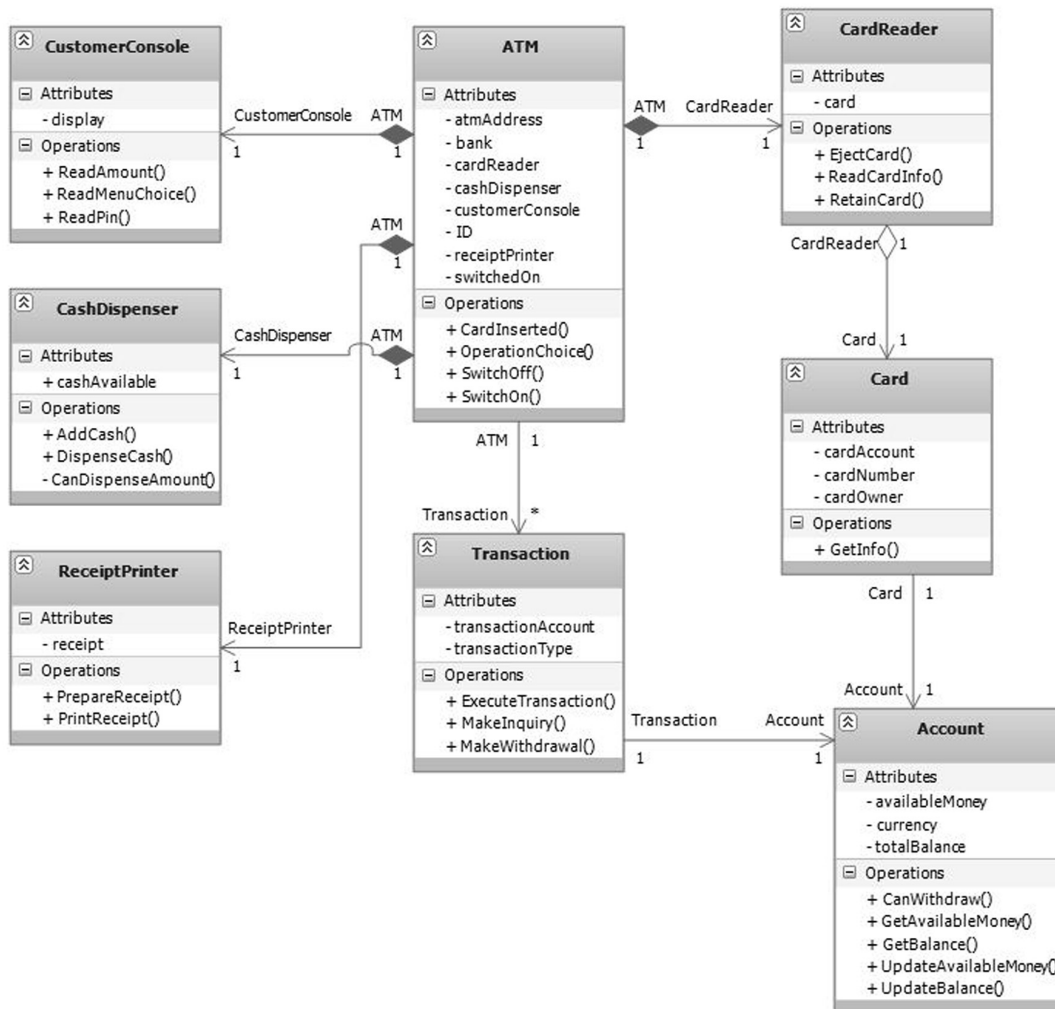 CustomerConsole
Attributes
- display
Operations
+ ReadAmount()
+ ReadMenuChoice()
+ ReadPin()
CustomerConsole
1
ATM
1
ATM
Attributes
- atmAddress
- bank
- cardReader
- cashDispenser
- customerConsole
- ID
- receiptPrinter
- switchedOn
Operations
+ CardInserted()
+ OperationChoice()
+ SwitchOff()
+ SwitchOn()
ATM
1
CardReader
1
CardReader
Attributes
- card
Operations
+ EjectCard()
+ ReadCardInfo()
+ RetainCard()
ATM
1
CardReader
1
Card
1
CashDispenser
Attributes
+ cashAvailable
Operations
+ AddCash()
+ DispenseCash()
- CanDispenseAmount()
CashDispenser
1
ATM
1
Card
Attributes
- cardAccount
- cardNumber
- cardOwner
Operations
+ GetInfo()
ATM
1
Transaction
*
ReceiptPrinter
Attributes
- receipt
Operations
+ PrepareReceipt()
+ PrintReceipt()
ReceiptPrinter
1
Transaction
Attributes
- transactionAccount
- transactionType
Operations
+ ExecuteTransaction()
+ MakeInquiry()
+ MakeWithdrawal()
Card
1
Account
1
Transaction
1
Account
1
Account
Attributes
- availableMoney
- currency
- totalBalance
Operations
+ CanWithdraw()
+ GetAvailableMoney()
+ GetBalance()
+ UpdateAvailableMoney()
+ UpdateBalance()